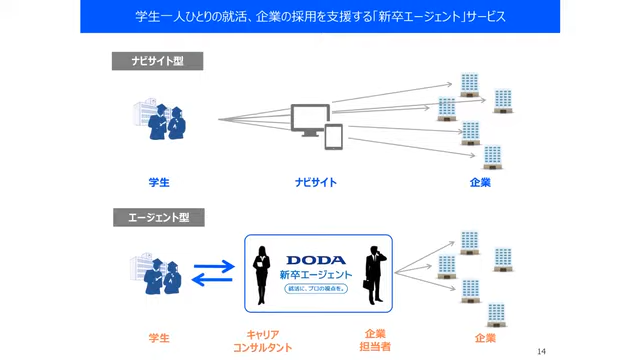 学生一人ひとりの就活、企業の採用を支援する「新卒エージェント」サービス
ナビサイト型
学生
ナビサイト
企業
エージェント型
DODA
新卒エージェント
就活に、プロの視点を。
学生
キャリア
コンサルタント
企業
担当者
企業
14